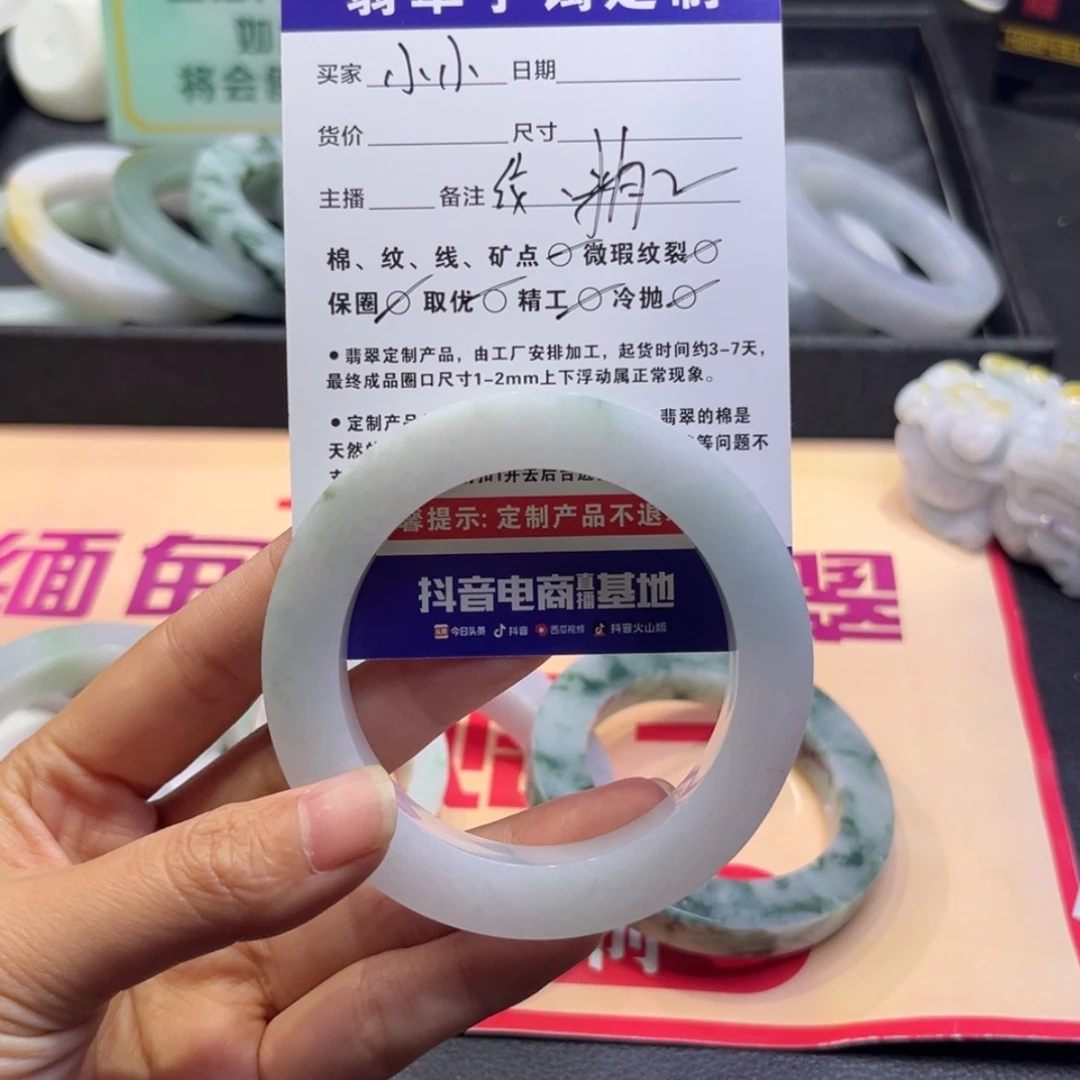 如
将会
翡翠手镯定制
买家 小小 日期
货价 尺寸
主播 备注
棉、纹、线、矿点○ 微瑕纹裂○
保圈○ 取优○ 精工○ 冷抛○
●翡翠定制产品，由工厂安排加工，起货时间约3-7天，
最终成品圈口尺寸1-2mm上下浮动属正常现象。
●定制产品 翡翠的棉是
天然 等问题不
馨提示：定制产品不退
抖音电商直播基地
今日头条 抖音 西瓜视频 抖音火山版
缅甸 翠